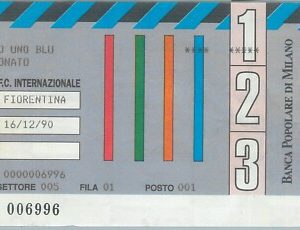 O UNO BLU **** *****
ONATO
F.C. INTERNAZIONALE
FIORENTINA
16/12/90
0000006996
SETTORE 005 FILA 01 POSTO 001
006996
1
2
3
BANCA POPOLARE DI MILANO